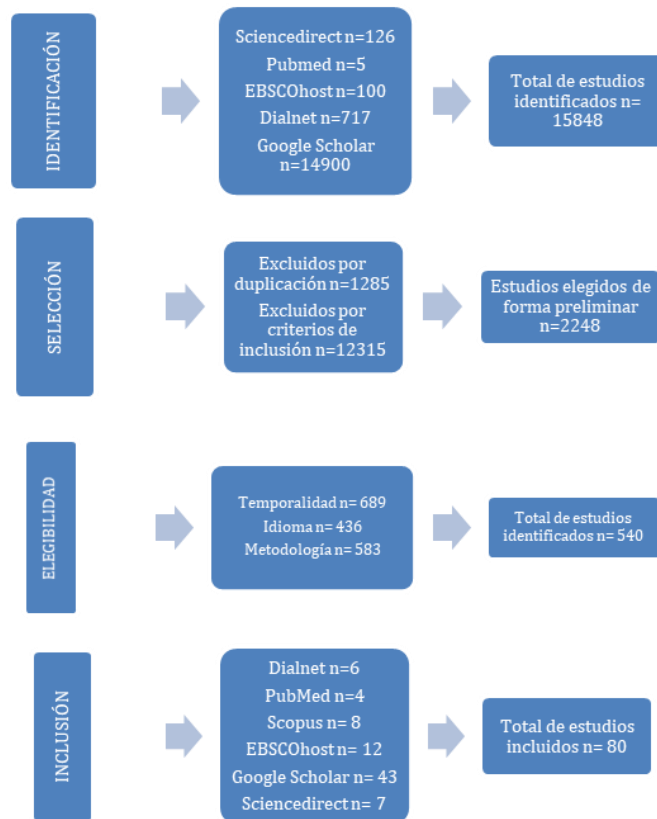 IDENTIFICACIÓN
Sciencedirect n=126
Pubmed n=5
EBSCOhost n=100
Dialnet n=717
Google Scholar
n=14900
Total de estudios
identificados n=
15848
SELECCIÓN
Excluidos por
duplicación n=1285
Excluidos por
criterios de
inclusión n=12315
Estudios elegidos de
forma preliminar
n=2248
ELEGIBILIDAD
Temporalidad n= 689
Idioma n= 436
Metodología n= 583
Total de estudios
identificados n= 540
INCLUSIÓN
Dialnet n=6
PubMed n=4
Scopus n= 8
EBSCOhost n= 12
Google Scholar n= 43
Sciencedirect n= 7
Total de estudios
incluidos n= 80